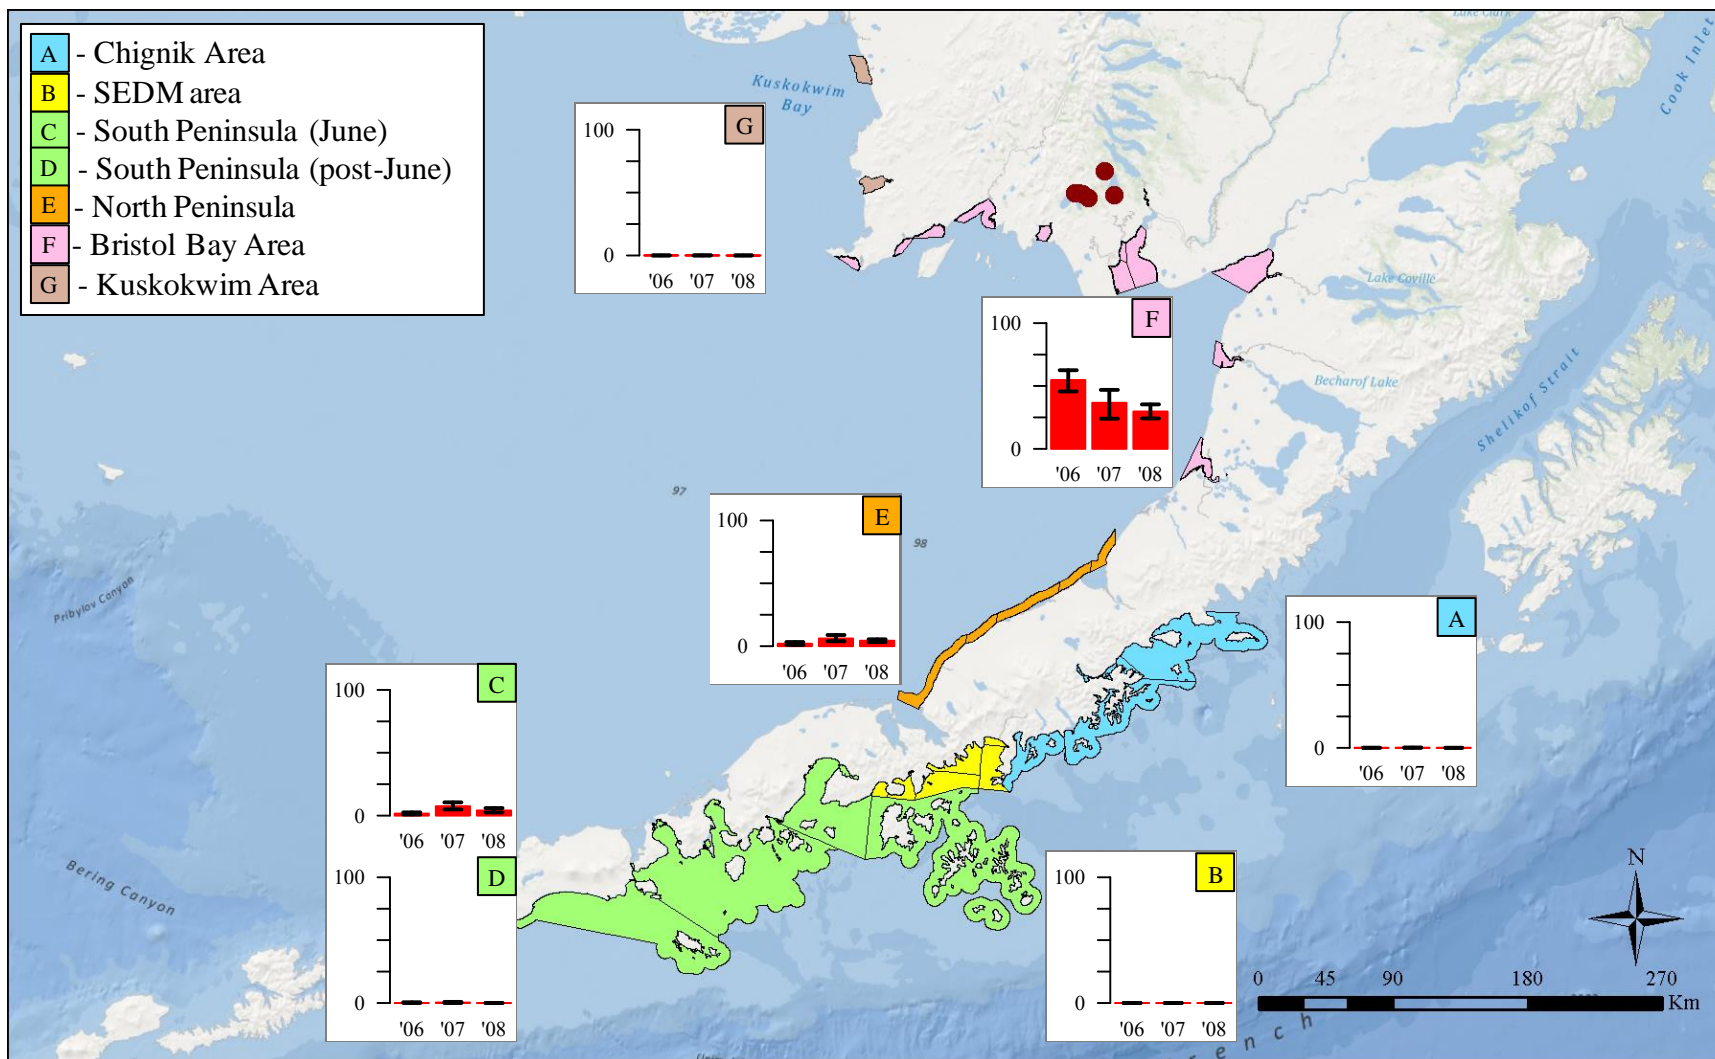 A - Chignik Area
B - SEDM area
C - South Peninsula (June)
D - South Peninsula (post-June)
E - North Peninsula
F - Bristol Bay Area
G - Kuskokwim Area
Lake Clark
Cook Inlet
Kuskokwim
Bay
G
100
0
'06 '07 '08
Lake Coville
F
100
0
'06 '07 '08
Becharof Lake
Shelikof Strait
97
98
E
100
0
'06 '07 '08
Pribylov Canyon
A
100
0
'06 '07 '08
C
100
0
'06 '07 '08
D
100
0
'06 '07 '08
Bering Canyon
B
100
0
'06 '07 '08
N
0 45 90 180 270
Km